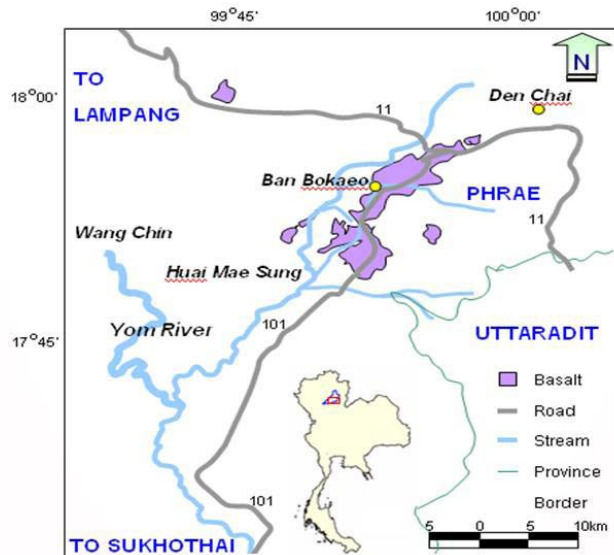 99°45
100°00
TO
LAMPANG
N
18°00
Den Chai
11
Ban Bokaeo
PHRAE
11
Wang Chin
Huai Mae Sung
101
Yom River
17°45
UTTARADIT
Basalt
Road
Stream
Province
Border
101
TO SUKHOTHAI
5 0 5 10km